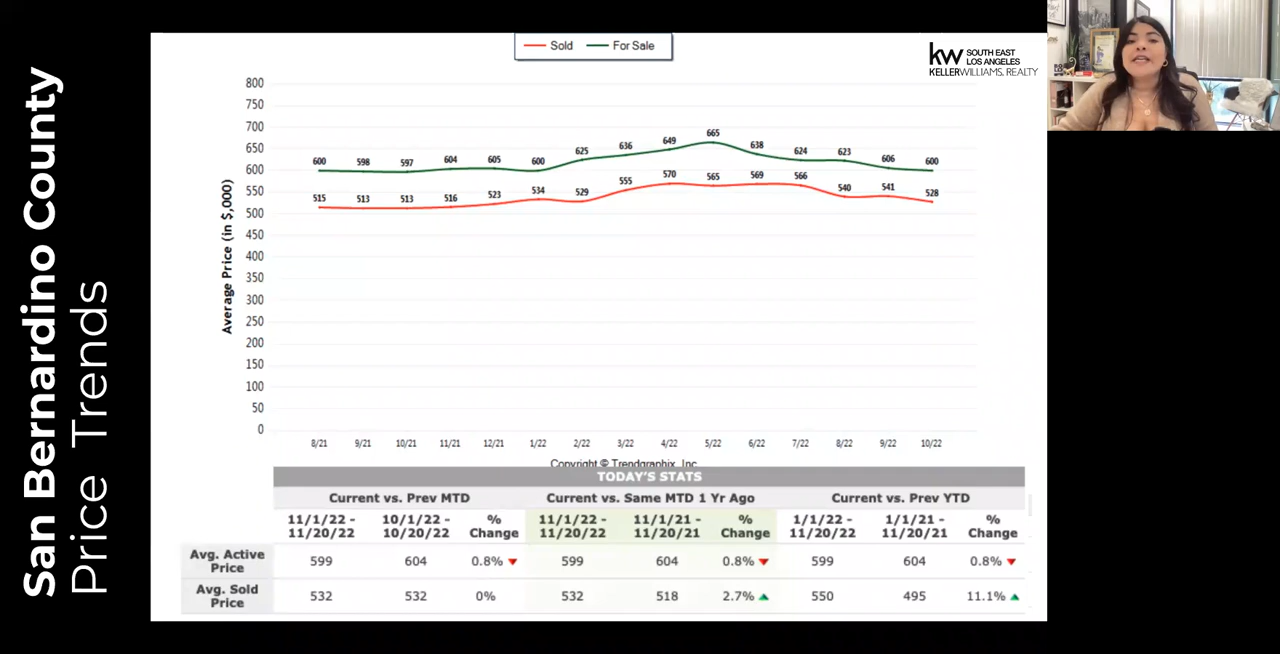 San Bernardino County
Price Trends
Sold For Sale
kw SOUTH EAST
LOS ANGELES
KELLERWILLIAMS. REALTY
Average Price (in $,000)
800
750
700
650
600
550
500
450
400
350
300
250
200
150
100
50
0
600 598 597 604 605 600 625 636 649 665 638 624 623 606 600
515 513 513 516 523 534 529 555 570 565 569 566 540 541 528
8/21 9/21 10/21 11/21 12/21 1/22 2/22 3/22 4/22 5/22 6/22 7/22 8/22 9/22 10/22
Copyright © Trendgraphix, Inc.
TODAY'S STATS
Current vs. Prev MTD Current vs. Same MTD 1 Yr Ago Current vs. Prev YTD
11/1/22 - 10/1/22 - % 11/1/22 - 11/1/21 - % 1/1/22 - 1/1/21 - %
11/20/22 10/20/22 Change 11/20/22 11/20/21 Change 11/20/22 11/20/21 Change
Avg. Active
Price
599 604 0.8% 599 604 0.8% 599 604 0.8%
Avg. Sold
Price
532 532 0% 532 518 2.7% 550 495 11.1%